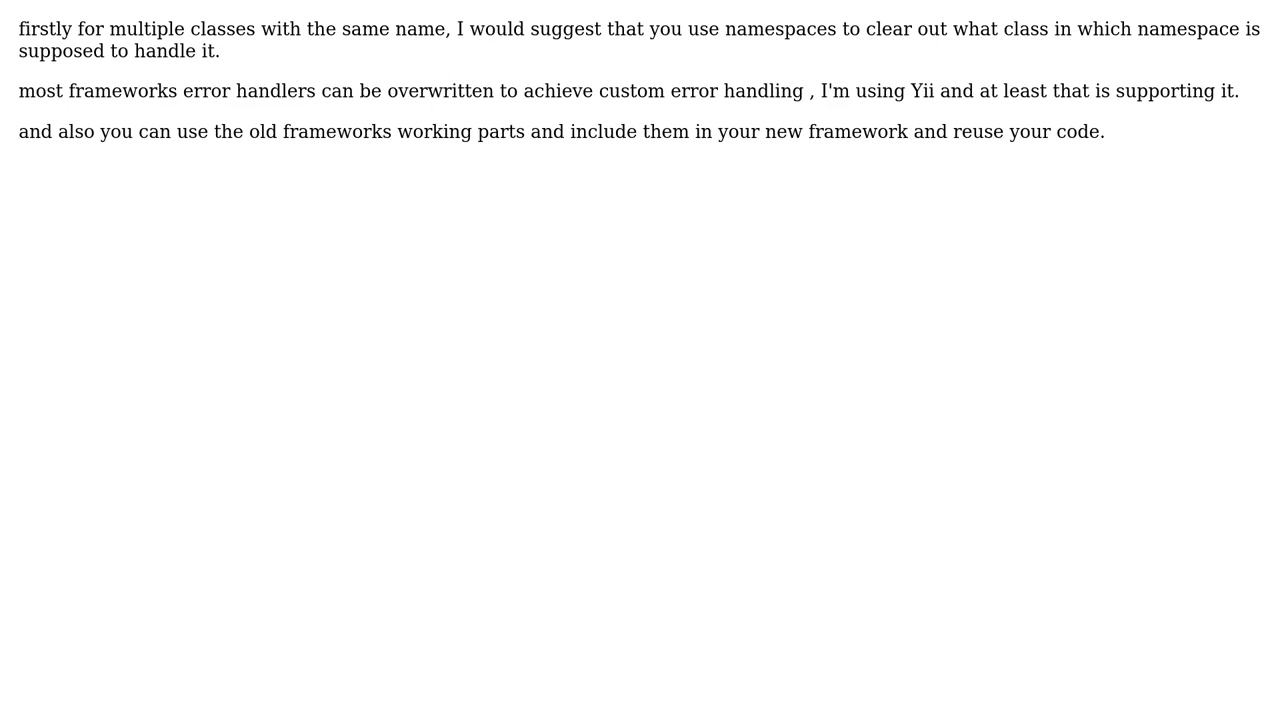 firstly for multiple classes with the same name, I would suggest that you use namespaces to clear out what class in which namespace is
supposed to handle it.
most frameworks error handlers can be overwritten to achieve custom error handling , I'm using Yii and at least that is supporting it.
and also you can use the old frameworks working parts and include them in your new framework and reuse your code.